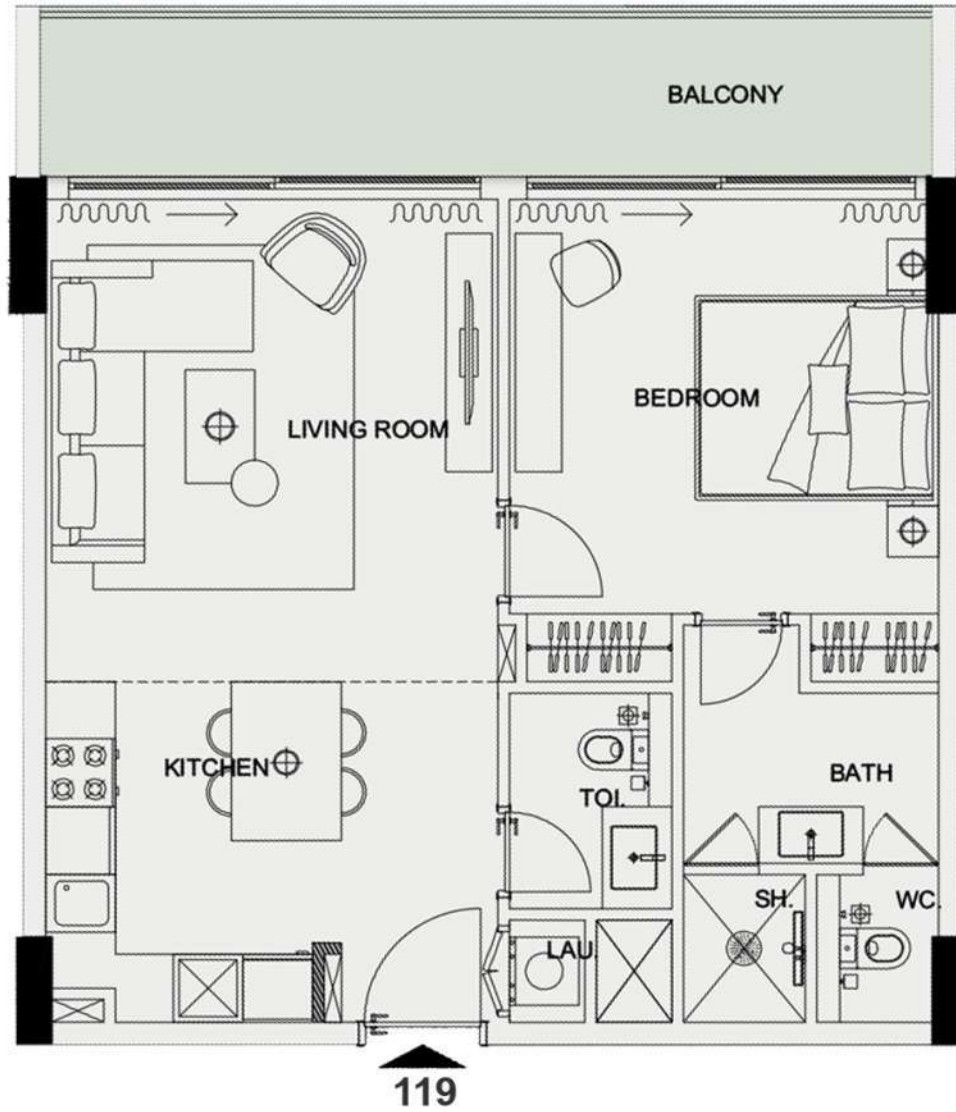 BALCONY
LIVING ROOM
BEDROOM
KITCHEN
TOI.
BATH
SH.
WC.
LAU
119